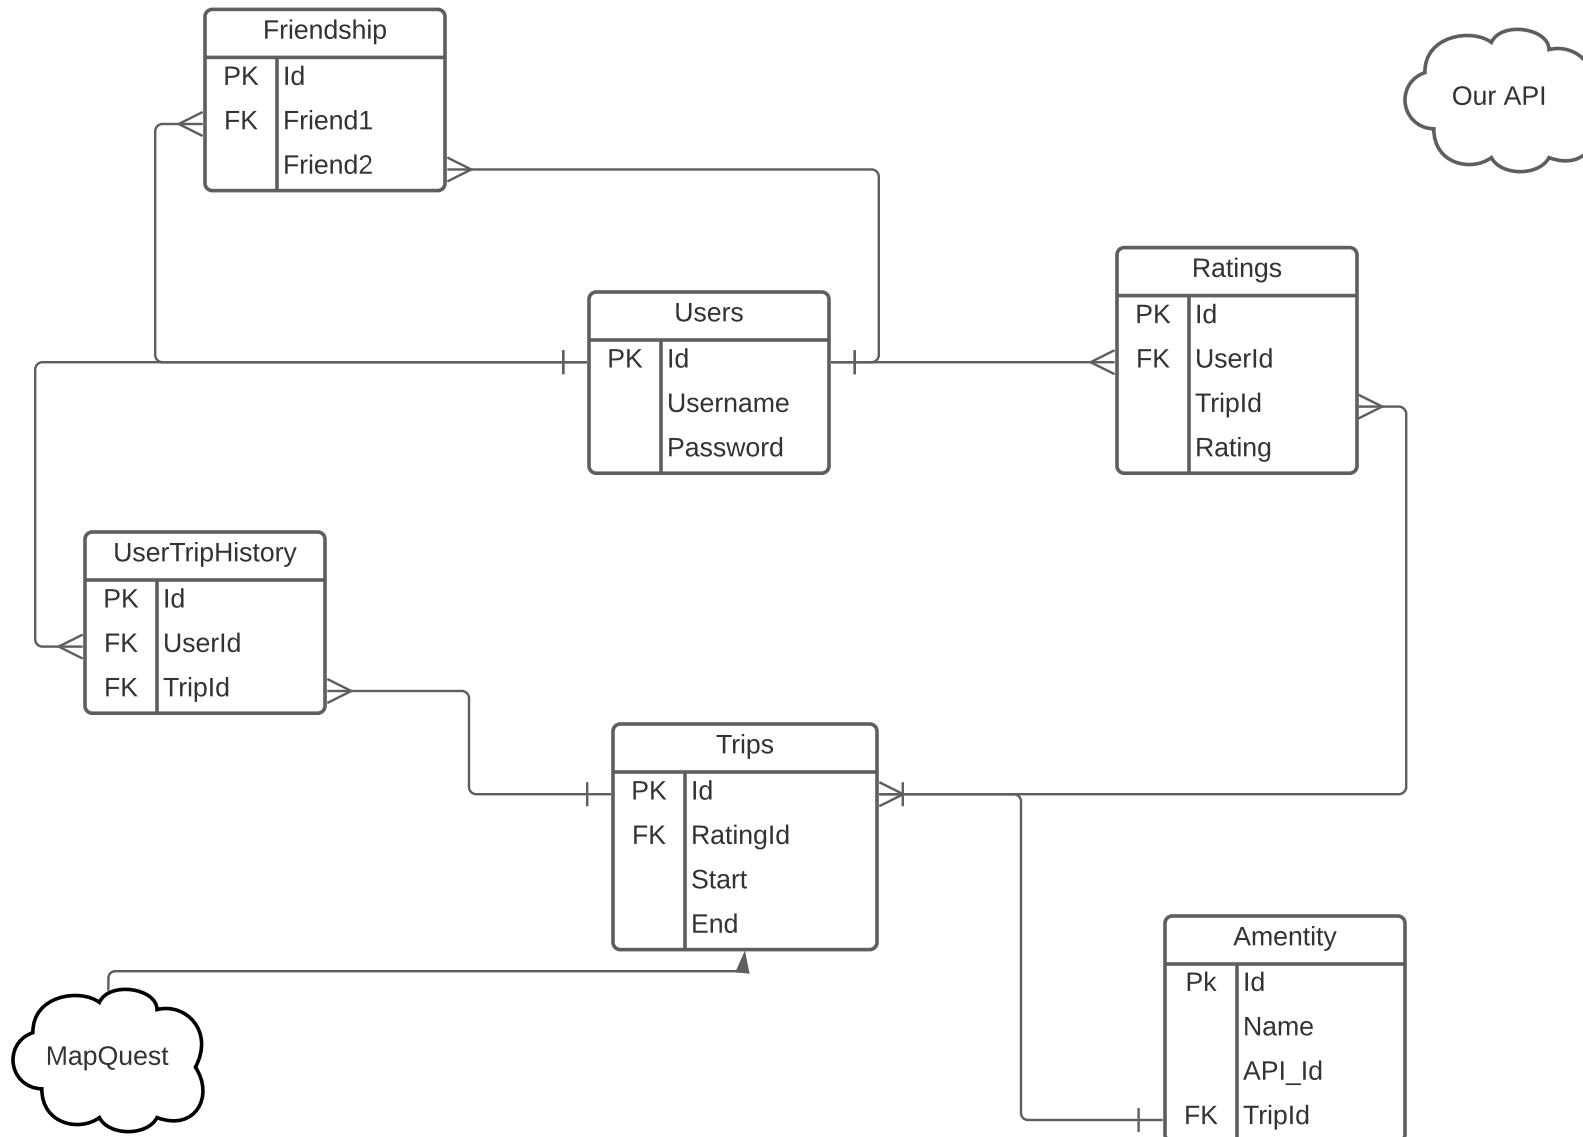 Friendship
PK Id
FK Friend1
Friend2
Our API
Users
PK Id
Username
Password
Ratings
PK Id
FK UserId
TripId
Rating
UserTripHistory
PK Id
FK UserId
FK TripId
Trips
PK Id
FK RatingId
Start
End
Amentity
Pk Id
Name
API_Id
FK TripId
MapQuest